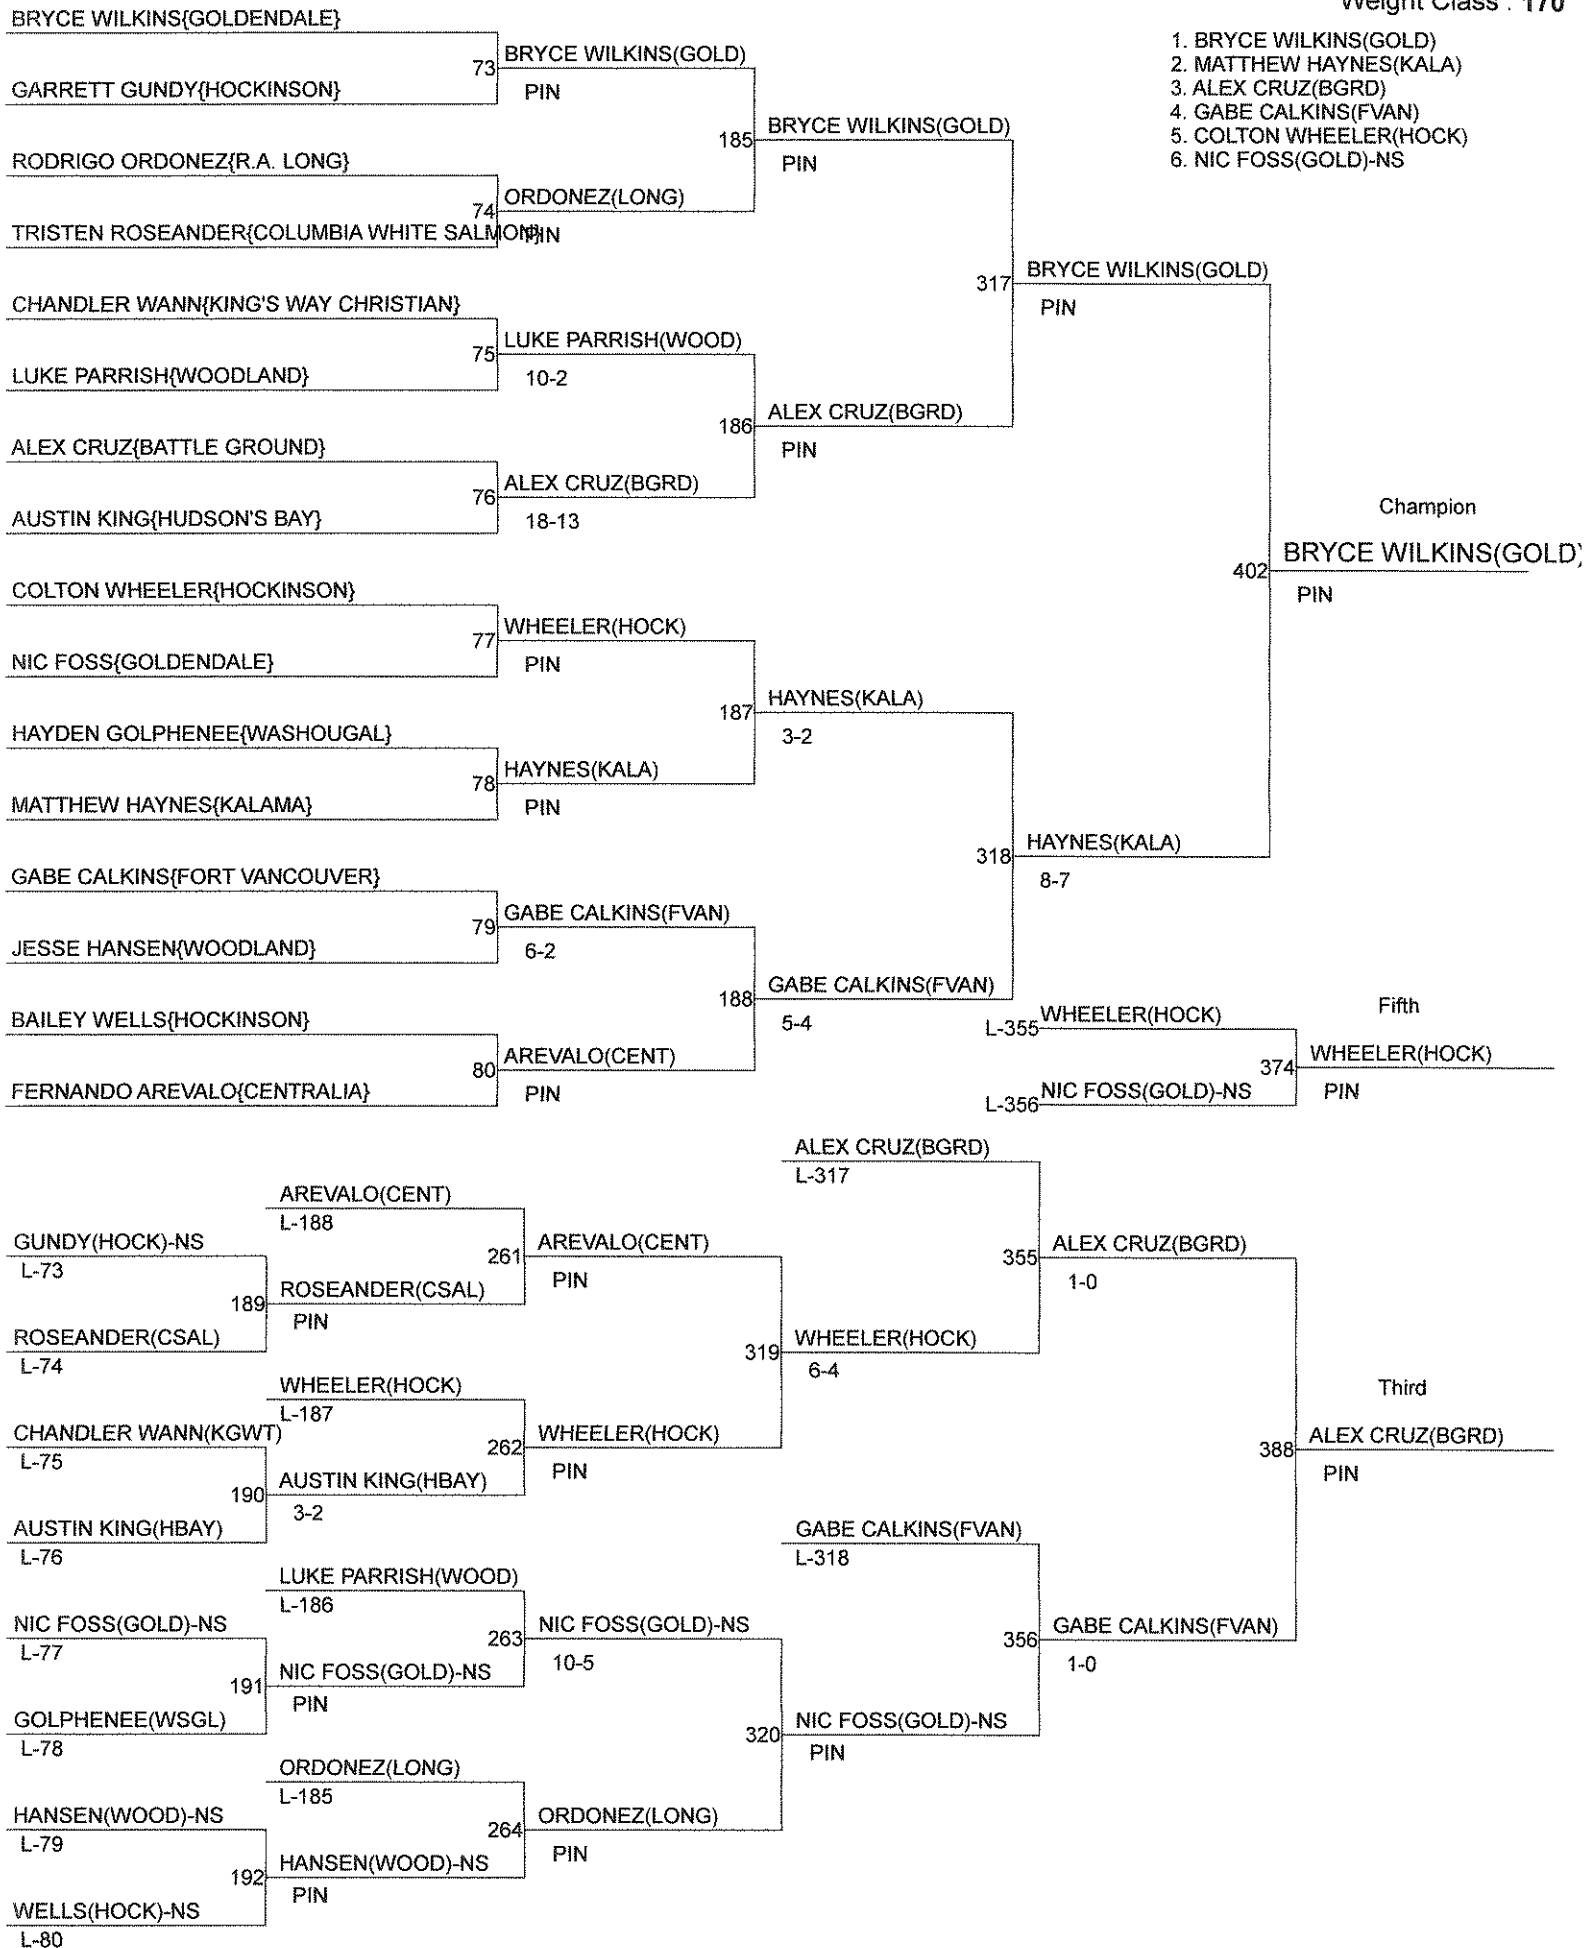 Weight Class : 170
1. BRYCE WILKINS(GOLD)
2. MATTHEW HAYNES(KALA)
3. ALEX CRUZ(BGRD)
4. GABE CALKINS(FVAN)
5. COLTON WHEELER(HOCK)
6. NIC FOSS(GOLD)-NS
BRYCE WILKINS{GOLDENDALE}
73 BRYCE WILKINS(GOLD)
GARRETT GUNDY{HOCKINSON}
PIN
185 BRYCE WILKINS(GOLD)
PIN
RODRIGO ORDONEZ{R.A. LONG}
74 ORDONEZ(LONG)
TRISTEN ROSEANDER{COLUMBIA WHITE SALMON}
PIN
317 BRYCE WILKINS(GOLD)
PIN
CHANDLER WANN{KING'S WAY CHRISTIAN}
75 LUKE PARRISH(WOOD)
LUKE PARRISH{WOODLAND}
10-2
186 ALEX CRUZ(BGRD)
PIN
ALEX CRUZ{BATTLE GROUND}
76 ALEX CRUZ(BGRD)
AUSTIN KING{HUDSON'S BAY}
18-13
Champion
402 BRYCE WILKINS(GOLD)
PIN
COLTON WHEELER{HOCKINSON}
77 WHEELER(HOCK)
NIC FOSS{GOLDENDALE}
PIN
187 HAYNES(KALA)
3-2
HAYDEN GOLPHENEE{WASHOUGAL}
78 HAYNES(KALA)
MATTHEW HAYNES{KALAMA}
PIN
318 HAYNES(KALA)
8-7
GABE CALKINS{FORT VANCOUVER}
79 GABE CALKINS(FVAN)
JESSE HANSEN{WOODLAND}
6-2
188 GABE CALKINS(FVAN)
5-4
BAILEY WELLS{HOCKINSON}
80 AREVALO(CENT)
FERNANDO AREVALO{CENTRALIA}
PIN
L-355 WHEELER(HOCK)
Fifth
374 WHEELER(HOCK)
PIN
L-356 NIC FOSS(GOLD)-NS
ALEX CRUZ(BGRD)
L-317
AREVALO(CENT)
L-188
GUNDY(HOCK)-NS
L-73
261 AREVALO(CENT)
PIN
355 ALEX CRUZ(BGRD)
1-0
189 ROSEANDER(CSAL)
PIN
ROSEANDER(CSAL)
L-74
319 WHEELER(HOCK)
6-4
WHEELER(HOCK)
L-187
Third
CHANDLER WANN(KGWT)
L-75
262 WHEELER(HOCK)
PIN
388 ALEX CRUZ(BGRD)
PIN
190 AUSTIN KING(HBAY)
3-2
AUSTIN KING(HBAY)
L-76
GABE CALKINS(FVAN)
L-318
LUKE PARRISH(WOOD)
L-186
NIC FOSS(GOLD)-NS
L-77
263 NIC FOSS(GOLD)-NS
10-5
356 GABE CALKINS(FVAN)
1-0
191 NIC FOSS(GOLD)-NS
PIN
GOLPHENEE(WSGL)
L-78
320 NIC FOSS(GOLD)-NS
PIN
ORDONEZ(LONG)
L-185
HANSEN(WOOD)-NS
L-79
264 ORDONEZ(LONG)
PIN
192 HANSEN(WOOD)-NS
PIN
WELLS(HOCK)-NS
L-80